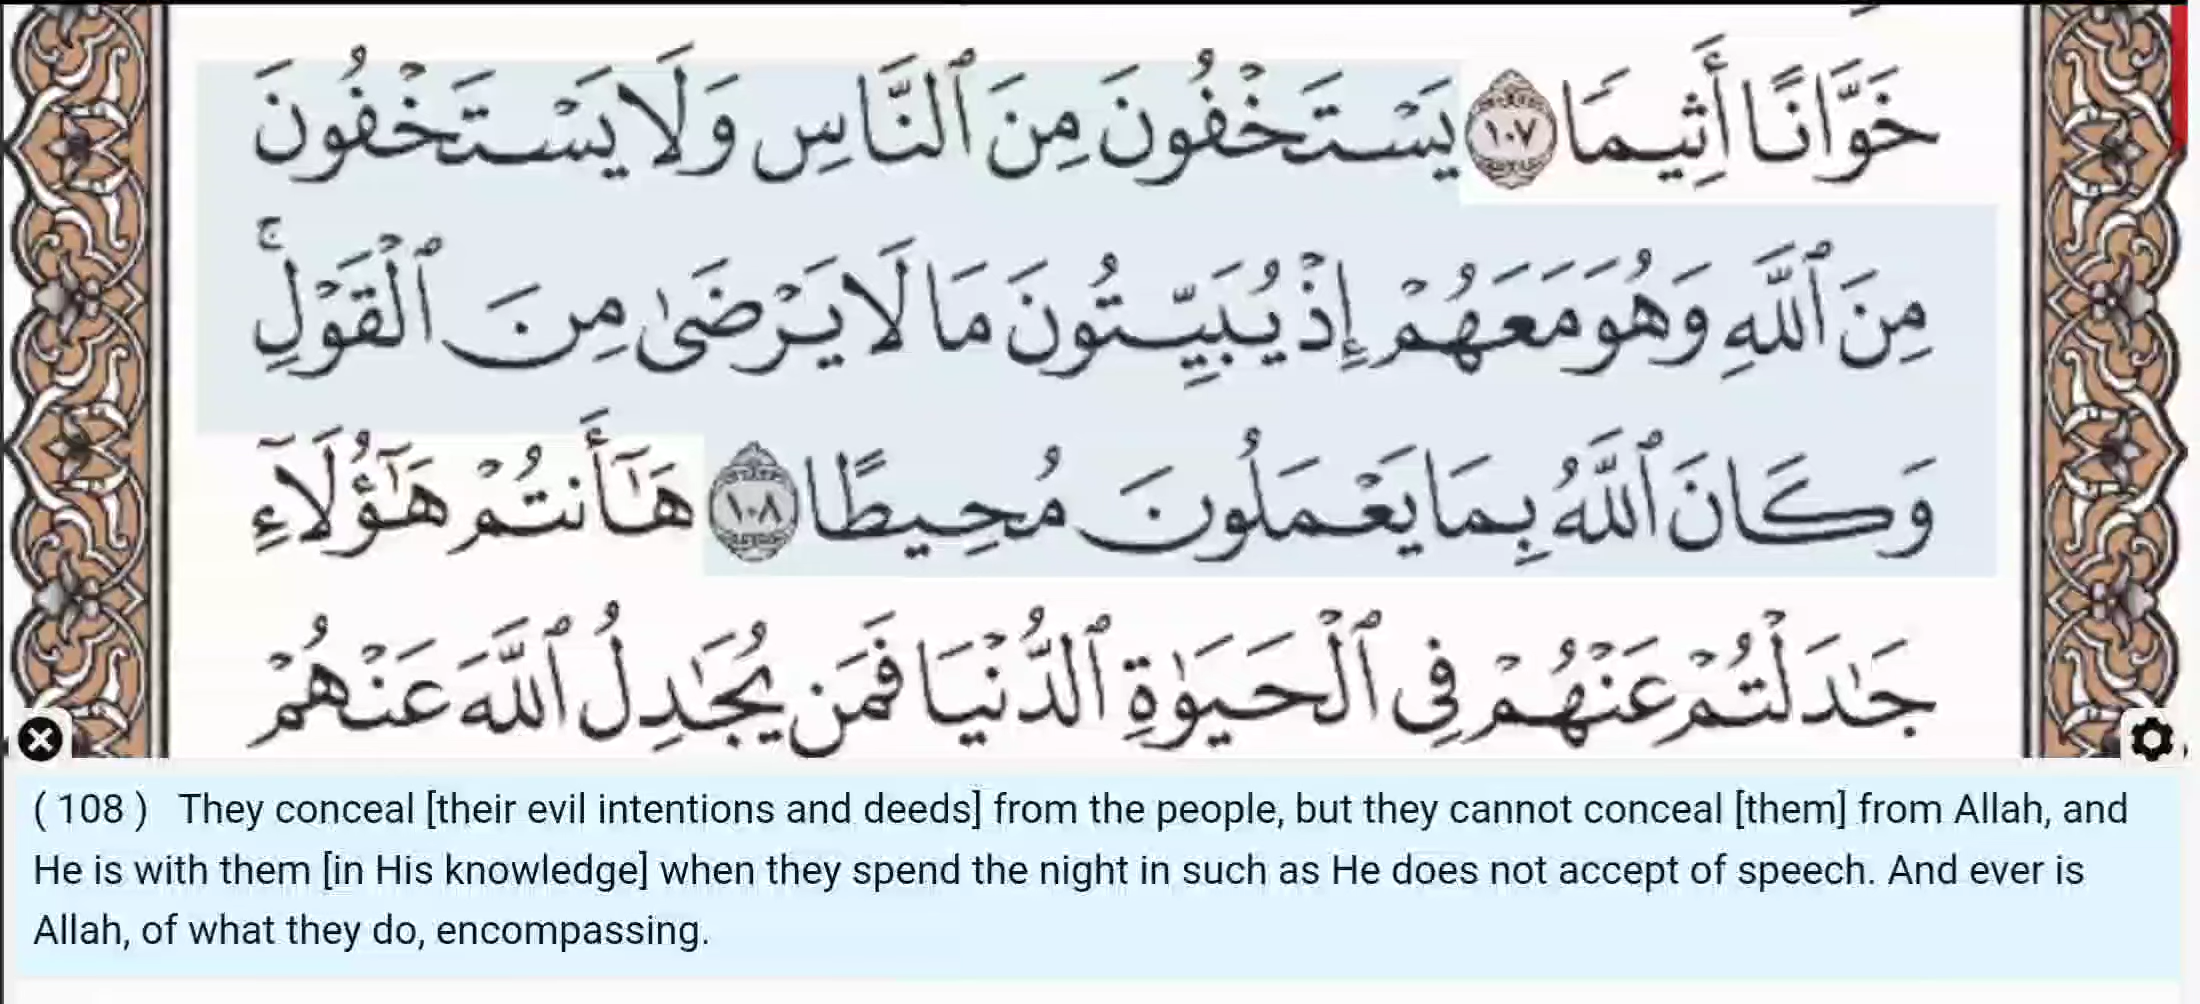 خَوَّانًا أَثِيمًا ١٠٧ يَسْتَخْفُونَ مِنَ ٱلنَّاسِ وَلَا يَسْتَخْفُونَ
مِنَ ٱللَّهِ وَهُوَ مَعَهُمْ إِذْ يُبَيِّتُونَ مَا لَا يَرْضَىٰ مِنَ ٱلْقَوْلِ ۚ
وَكَانَ ٱللَّهُ بِمَا يَعْمَلُونَ مُحِيطًا ١٠٨ هَٰٓأَنتُمْ هَٰٓؤُلَآءِ
جَٰدَلْتُمْ عَنْهُمْ فِى ٱلْحَيَوٰةِ ٱلدُّنْيَا فَمَن يُجَٰدِلُ ٱللَّهَ عَنْهُمْ
( 108 ) They conceal [their evil intentions and deeds] from the people, but they cannot conceal [them] from Allah, and
He is with them [in His knowledge] when they spend the night in such as He does not accept of speech. And ever is
Allah, of what they do, encompassing.